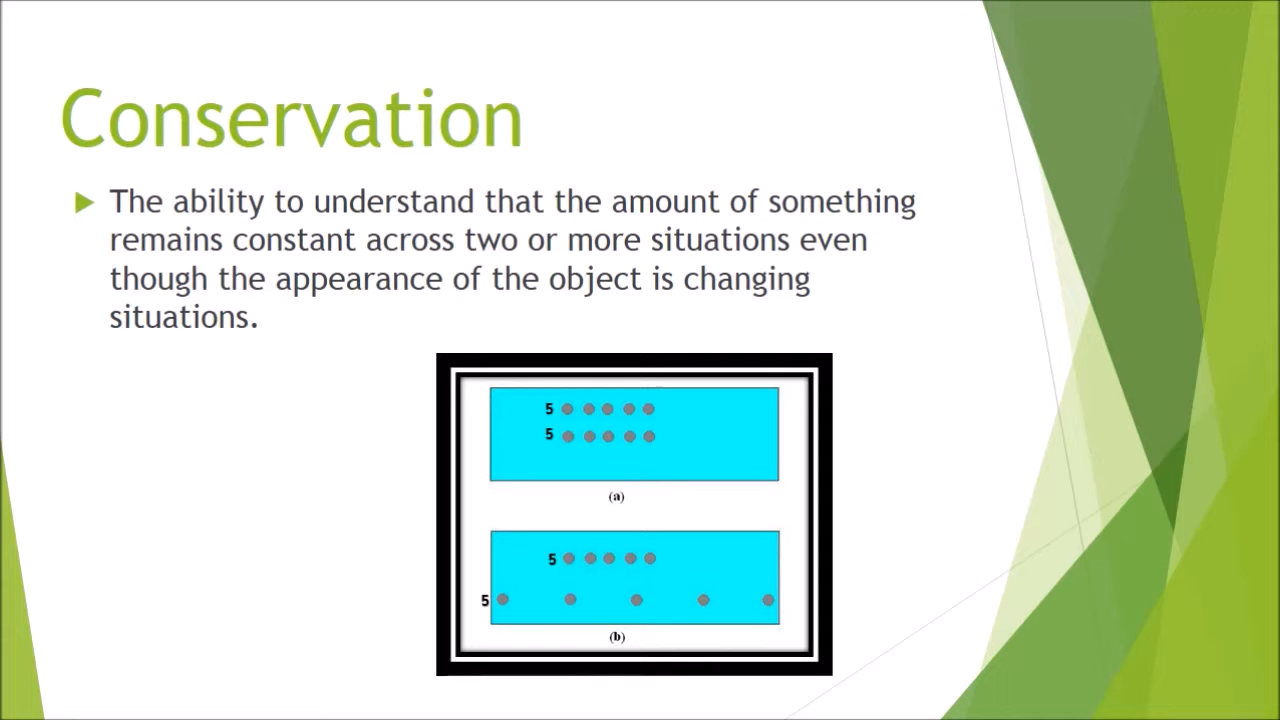 Conservation
The ability to understand that the amount of something
remains constant across two or more situations even
though the appearance of the object is changing
situations.
5
5
(a)
5
5
(b)